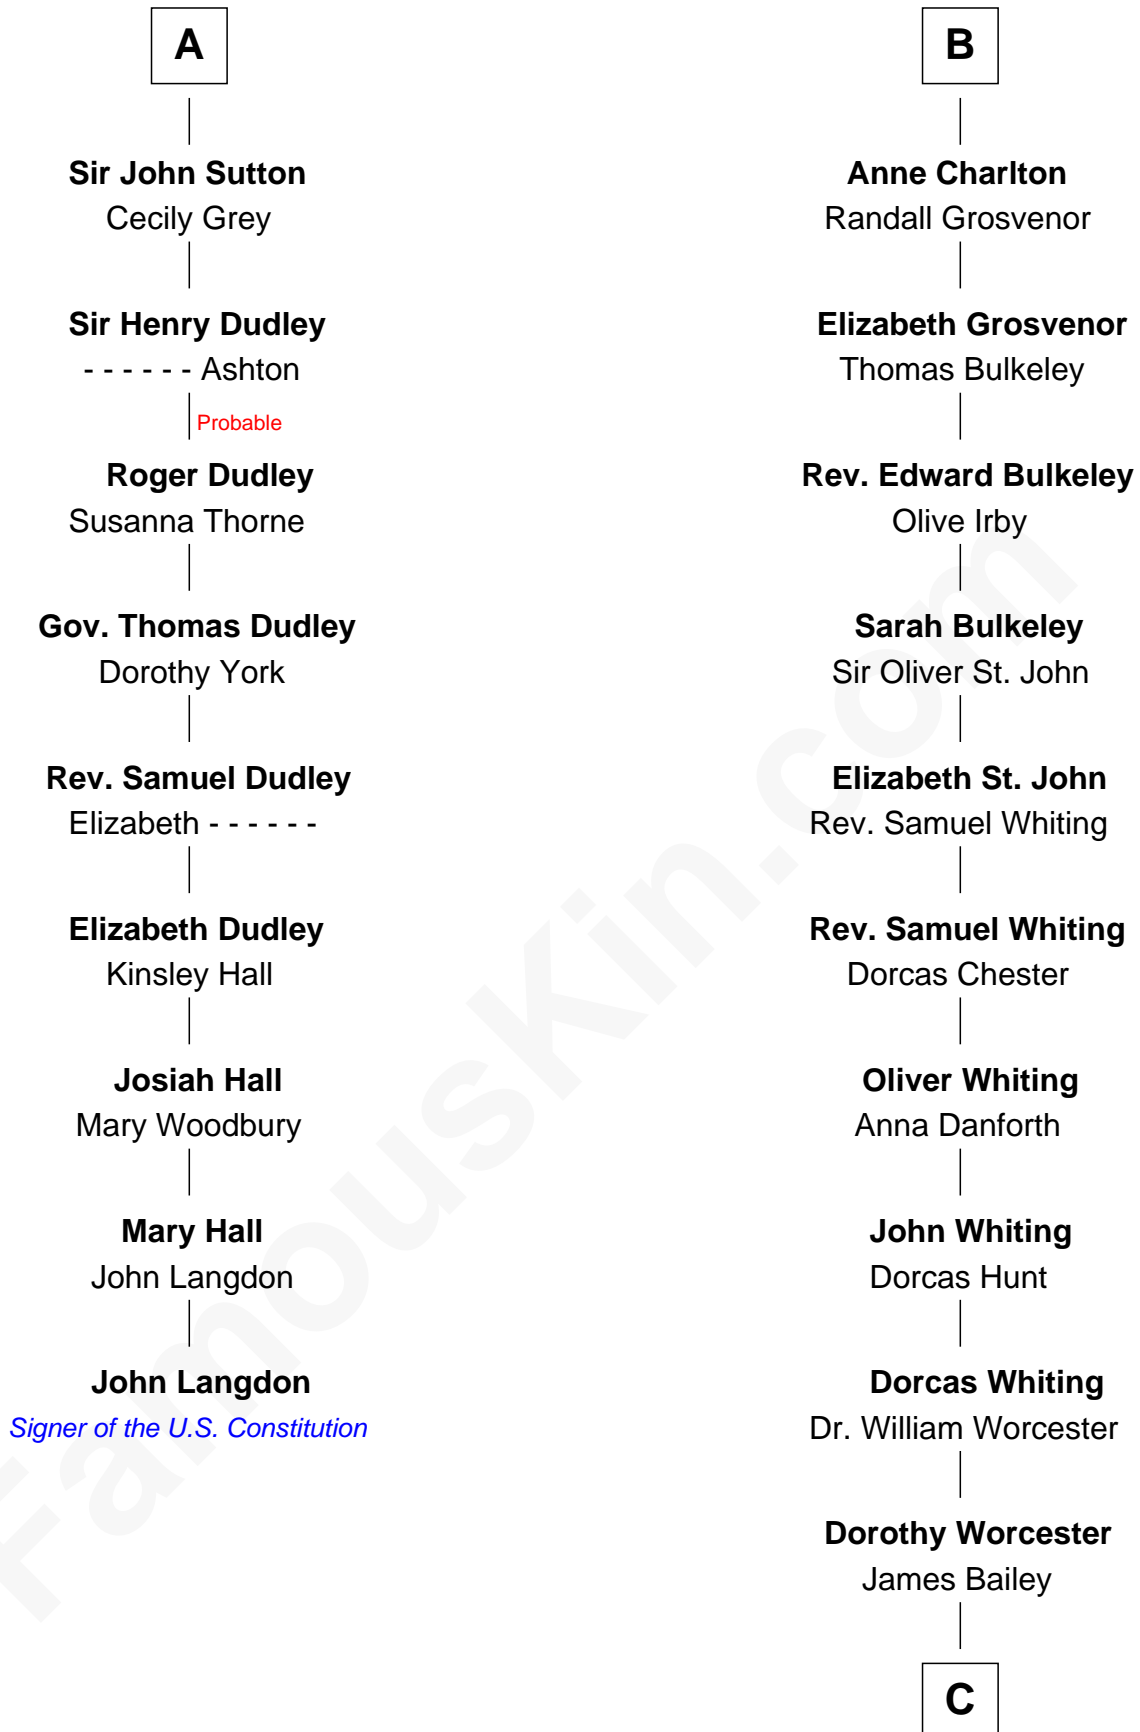 A
Sir John Sutton
Cecily Grey
Sir Henry Dudley
- - - - - - Ashton
Probable
Roger Dudley
Susanna Thorne
Gov. Thomas Dudley
Dorothy York
Rev. Samuel Dudley
Elizabeth - - - - - -
Elizabeth Dudley
Kinsley Hall
Josiah Hall
Mary Woodbury
Mary Hall
John Langdon
John Langdon
Signer of the U.S. Constitution
B
Anne Charlton
Randall Grosvenor
Elizabeth Grosvenor
Thomas Bulkeley
Rev. Edward Bulkeley
Olive Irby
Sarah Bulkeley
Sir Oliver St. John
Elizabeth St. John
Rev. Samuel Whiting
Rev. Samuel Whiting
Dorcas Chester
Oliver Whiting
Anna Danforth
John Whiting
Dorcas Hunt
Dorcas Whiting
Dr. William Worcester
Dorothy Worcester
James Bailey
C
FamousKin.com